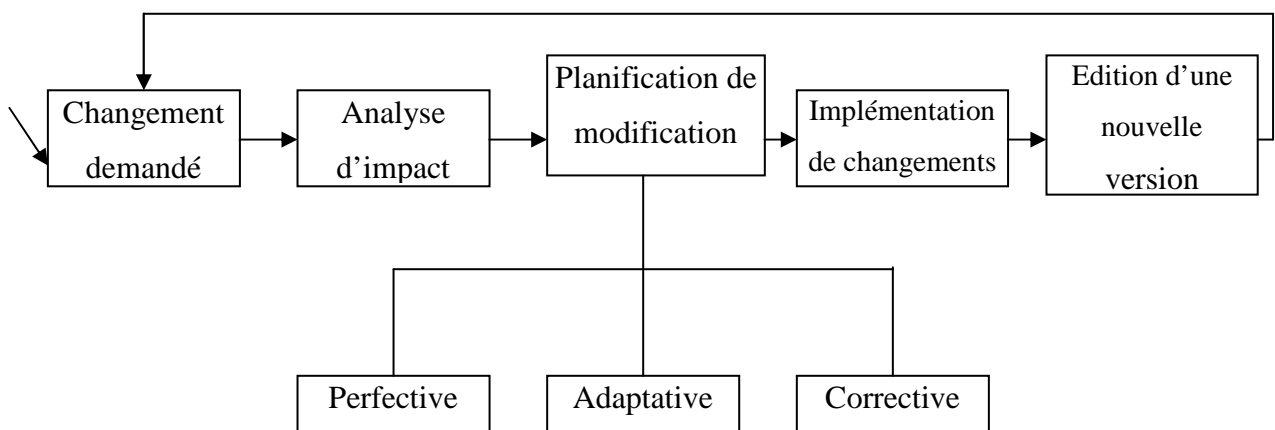 Changement
demandé
Analyse
d’impact
Planification de
modification
Implémentation
de changements
Edition d’une
nouvelle
version
Perfective
Adaptative
Corrective